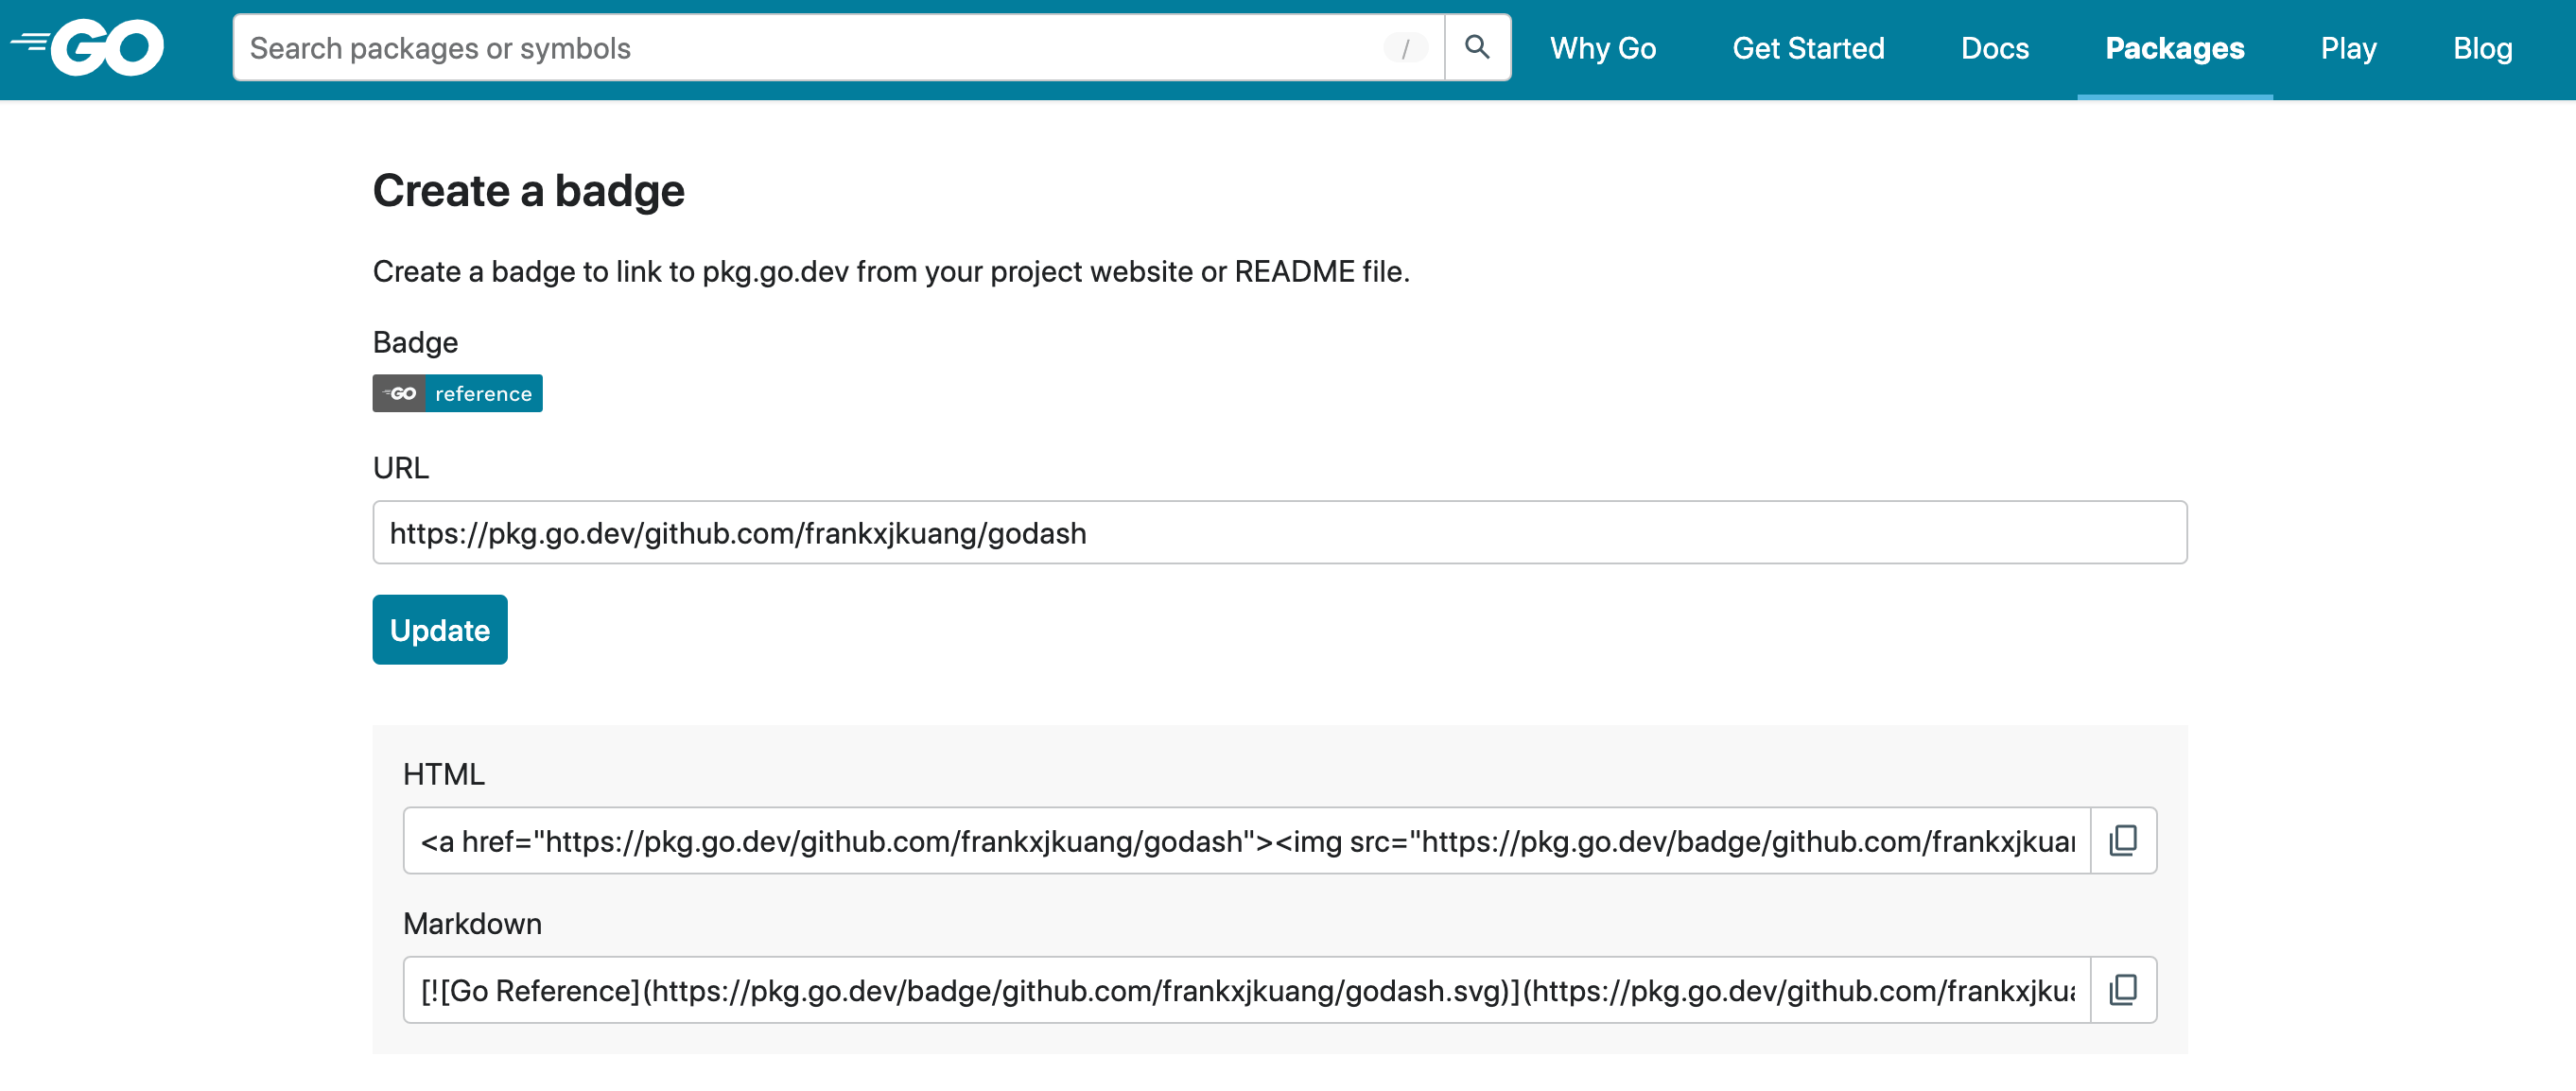 GO
Search packages or symbols /
Why Go Get Started Docs Packages Play Blog
Create a badge
Create a badge to link to pkg.go.dev from your project website or README file.
Badge
GO reference
URL
https://pkg.go.dev/github.com/frankxjkuang/godash
Update
HTML
<a href="https://pkg.go.dev/github.com/frankxjkuang/godash"><img src="https://pkg.go.dev/badge/github.com/frankxjkuan
Markdown
[![Go Reference](https://pkg.go.dev/badge/github.com/frankxjkuang/godash.svg)](https://pkg.go.dev/github.com/frankxjkua